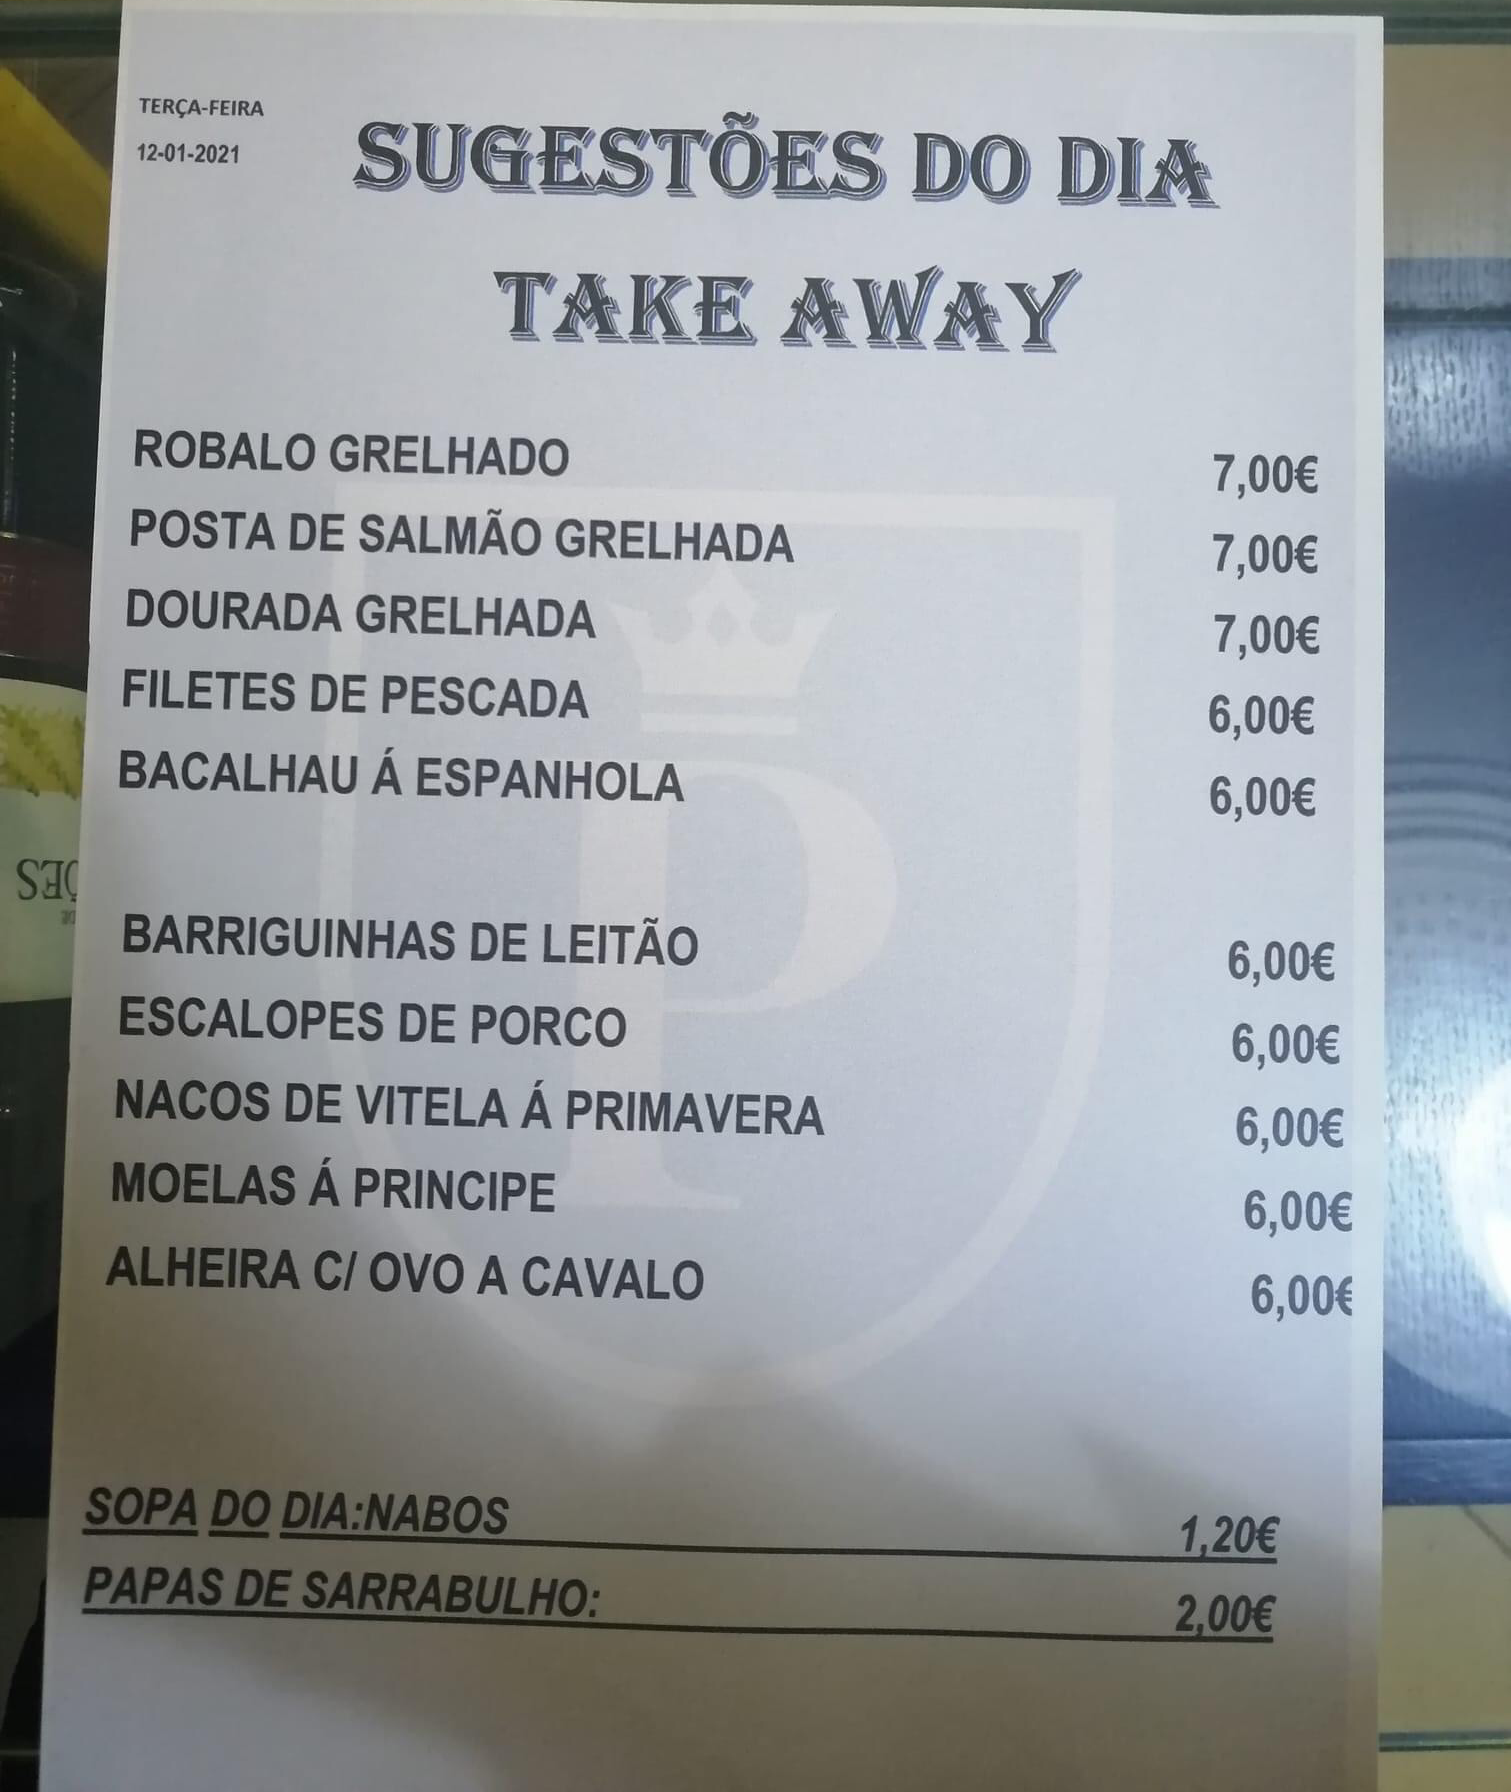 TERÇA-FEIRA
12-01-2021
SUGESTÕES DO DIA
TAKE AWAY
ROBALO GRELHADO 7,00€
POSTA DE SALMÃO GRELHADA 7,00€
DOURADA GRELHADA 7,00€
FILETES DE PESCADA 6,00€
BACALHAU Á ESPANHOLA 6,00€
BARRIGUINHAS DE LEITÃO 6,00€
ESCALOPES DE PORCO 6,00€
NACOS DE VITELA Á PRIMAVERA 6,00€
MOELAS Á PRINCIPE 6,00€
ALHEIRA C/ OVO A CAVALO 6,00€
SOPA DO DIA:NABOS 1,20€
PAPAS DE SARRABULHO: 2,00€
P